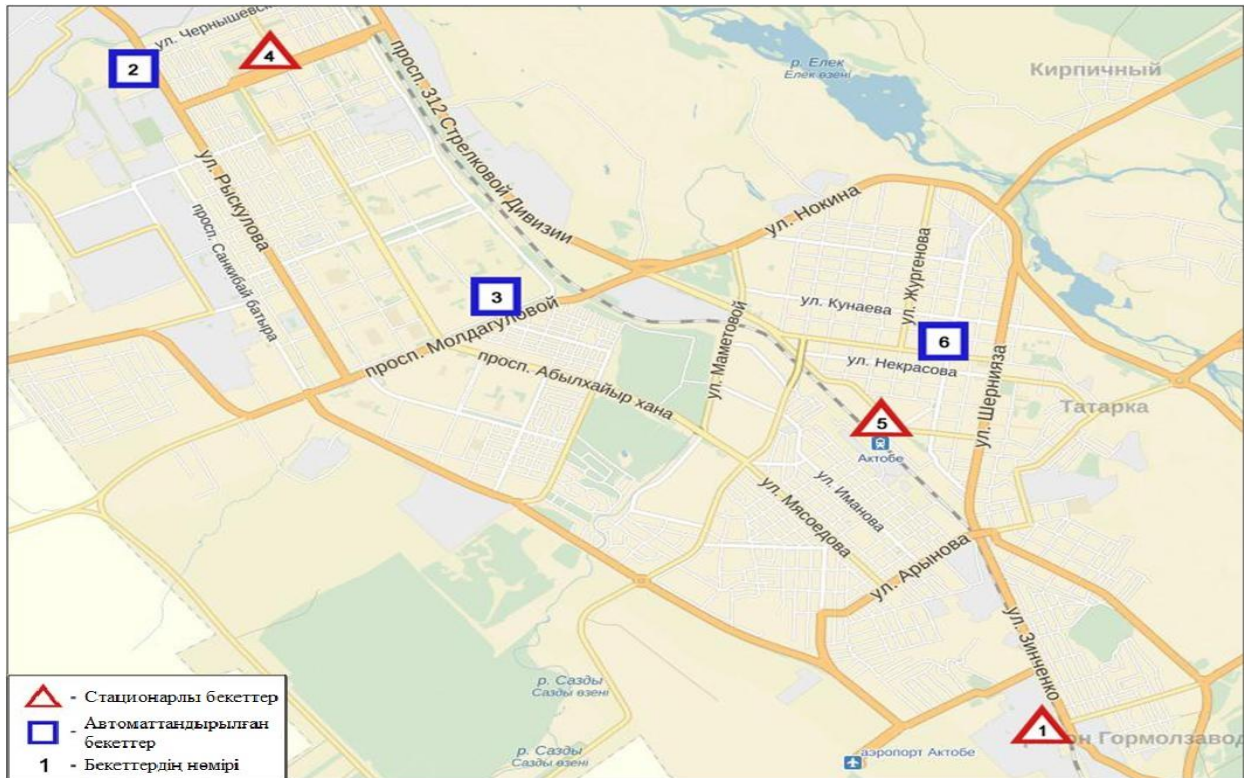 ул. Чернышевск
2
4
просп. 312 Стрелковой Дивизии
р. Елек
Елек өзені
Кирпичный
ул. Рыскулова
просп. Санкибай батыра
ул. Нокина
ул. Жургенова
3
просп. Молдагуловой
ул. Кунаева
6
ул. Маметовой
ул. Некрасова
просп. Абылхайыр хана
ул. Шернияза
Татарка
5
Актобе
ул. Иманова
ул. Мясоедова
ул. Арынова
ул. Зинченко
р. Сазды
Сазды өзені
1
он Гормолзавод
р. Сазды
Сазды өзені
аэропорт Актобе
- Стационарлы бекеттер
- Автоматтандырылған
бекеттер
1 - Бекеттердің нөмірі